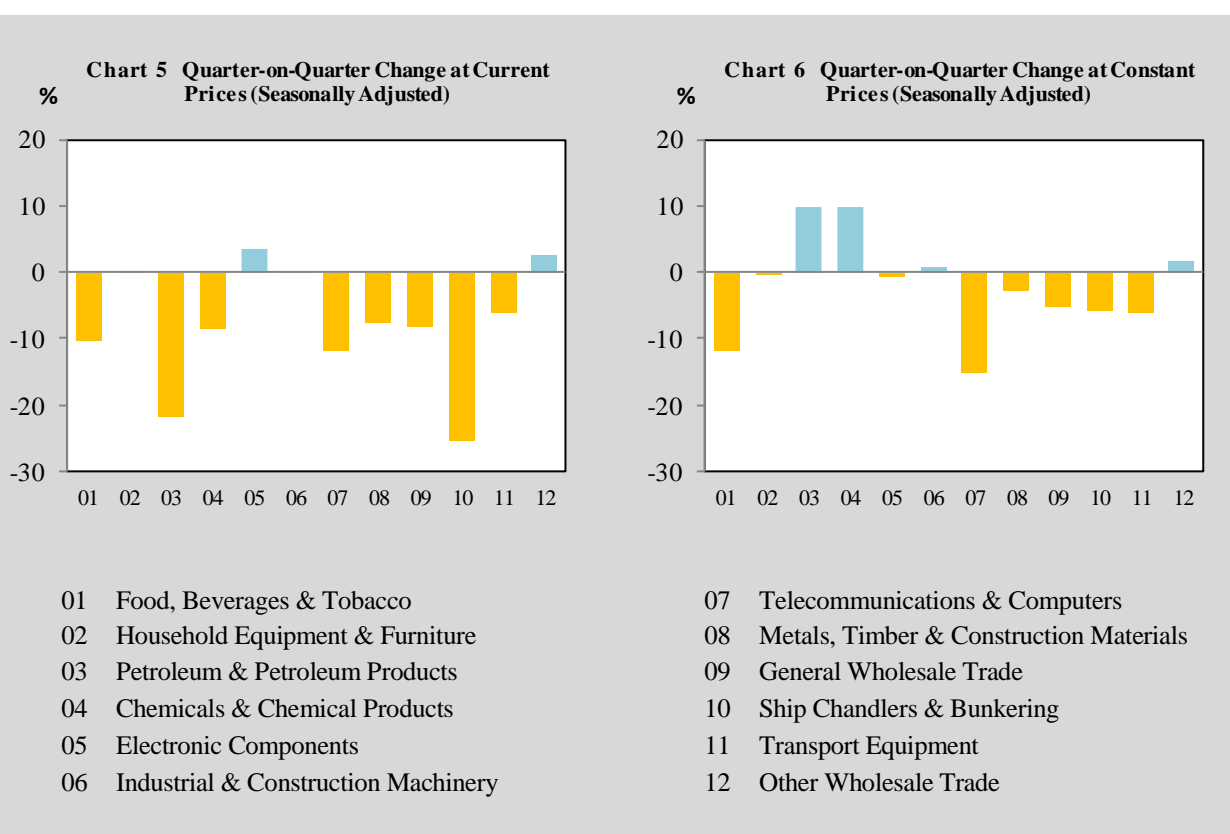 Chart 5 Quarter-on-Quarter Change at Current
Prices (Seasonally Adjusted)
%
20
10
0
-10
-20
-30
01 02 03 04 05 06 07 08 09 10 11 12
Chart 6 Quarter-on-Quarter Change at Constant
Prices (Seasonally Adjusted)
%
20
10
0
-10
-20
-30
01 02 03 04 05 06 07 08 09 10 11 12
01 Food, Beverages & Tobacco
02 Household Equipment & Furniture
03 Petroleum & Petroleum Products
04 Chemicals & Chemical Products
05 Electronic Components
06 Industrial & Construction Machinery
07 Telecommunications & Computers
08 Metals, Timber & Construction Materials
09 General Wholesale Trade
10 Ship Chandlers & Bunkering
11 Transport Equipment
12 Other Wholesale Trade